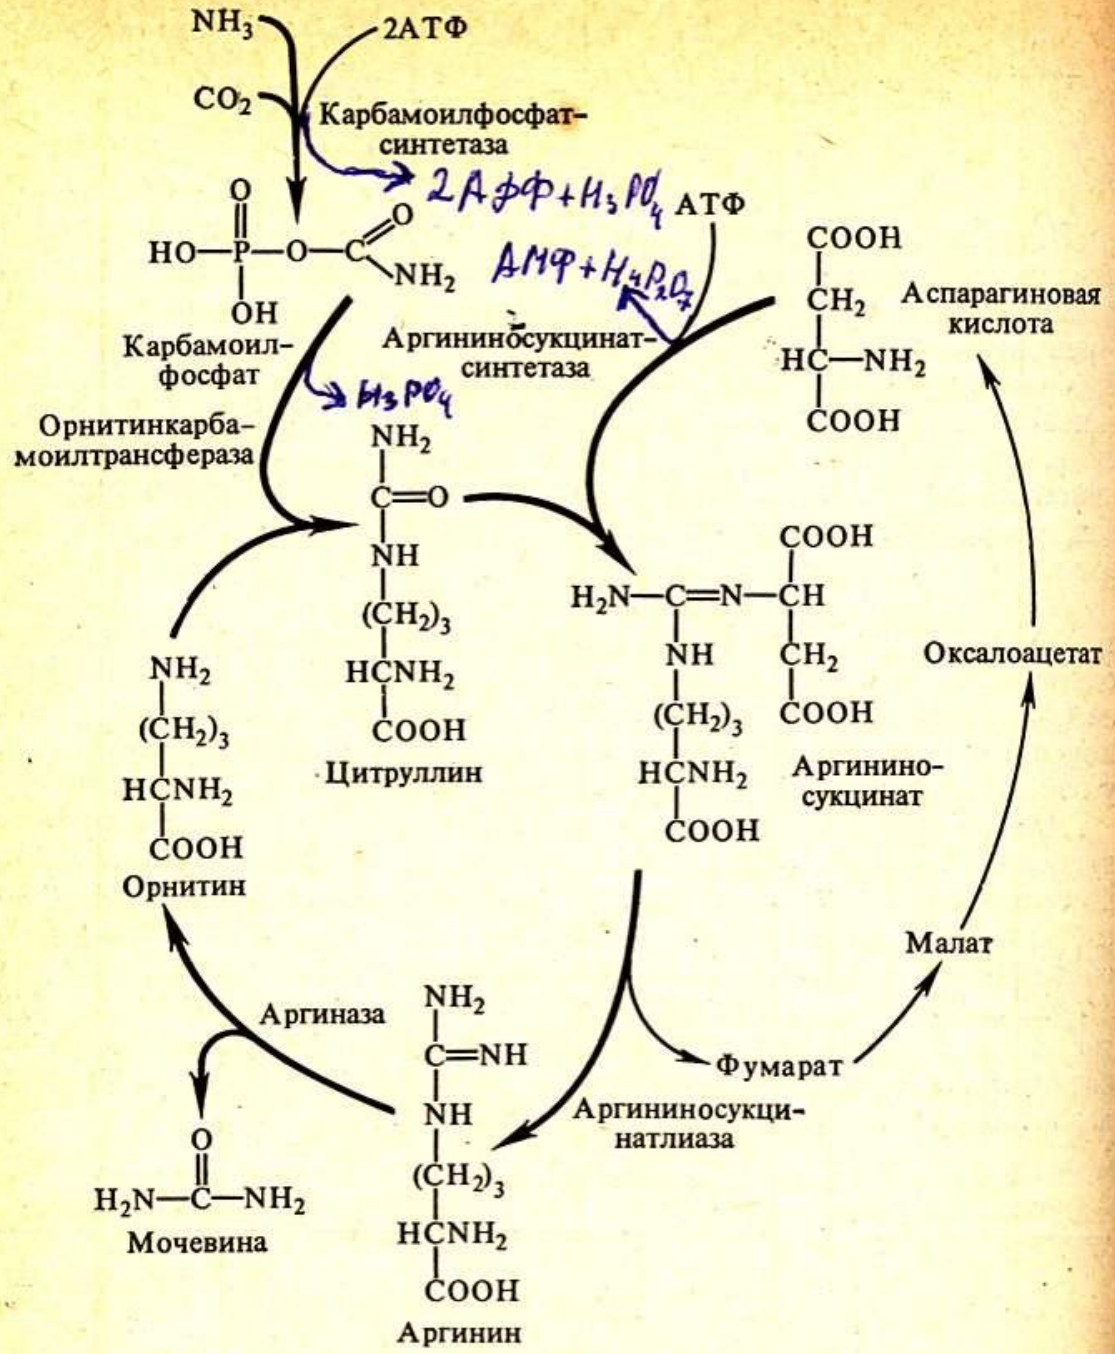 NH₃
2АТФ
CO₂
Карбамоилфосфат-
синтетаза
2АДФ+H₃PO₄
АТФ
O
O
HO—P—O—C
NH₂
OH
Карбамоил-
фосфат
АМФ+H₄P₂O₇
Аргининосукцинат-
синтетаза
COOH
CH₂
HC—NH₂
COOH
Аспарагиновая
кислота
H₃PO₄
Орнитинкарба-
моилтрансфераза
NH₂
C=O
NH
(CH₂)₃
HCNH₂
COOH
Цитруллин
COOH
H₂N—C=N—CH
NH
CH₂
(CH₂)₃
COOH
HCNH₂
COOH
Аргинино-
сукцинат
Оксалоацетат
NH₂
(CH₂)₃
HCNH₂
COOH
Орнитин
Малат
Аргиназа
Фумарат
Аргининосукци-
натлиаза
NH₂
C=NH
NH
(CH₂)₃
HCNH₂
COOH
Аргинин
O
H₂N—C—NH₂
Мочевина